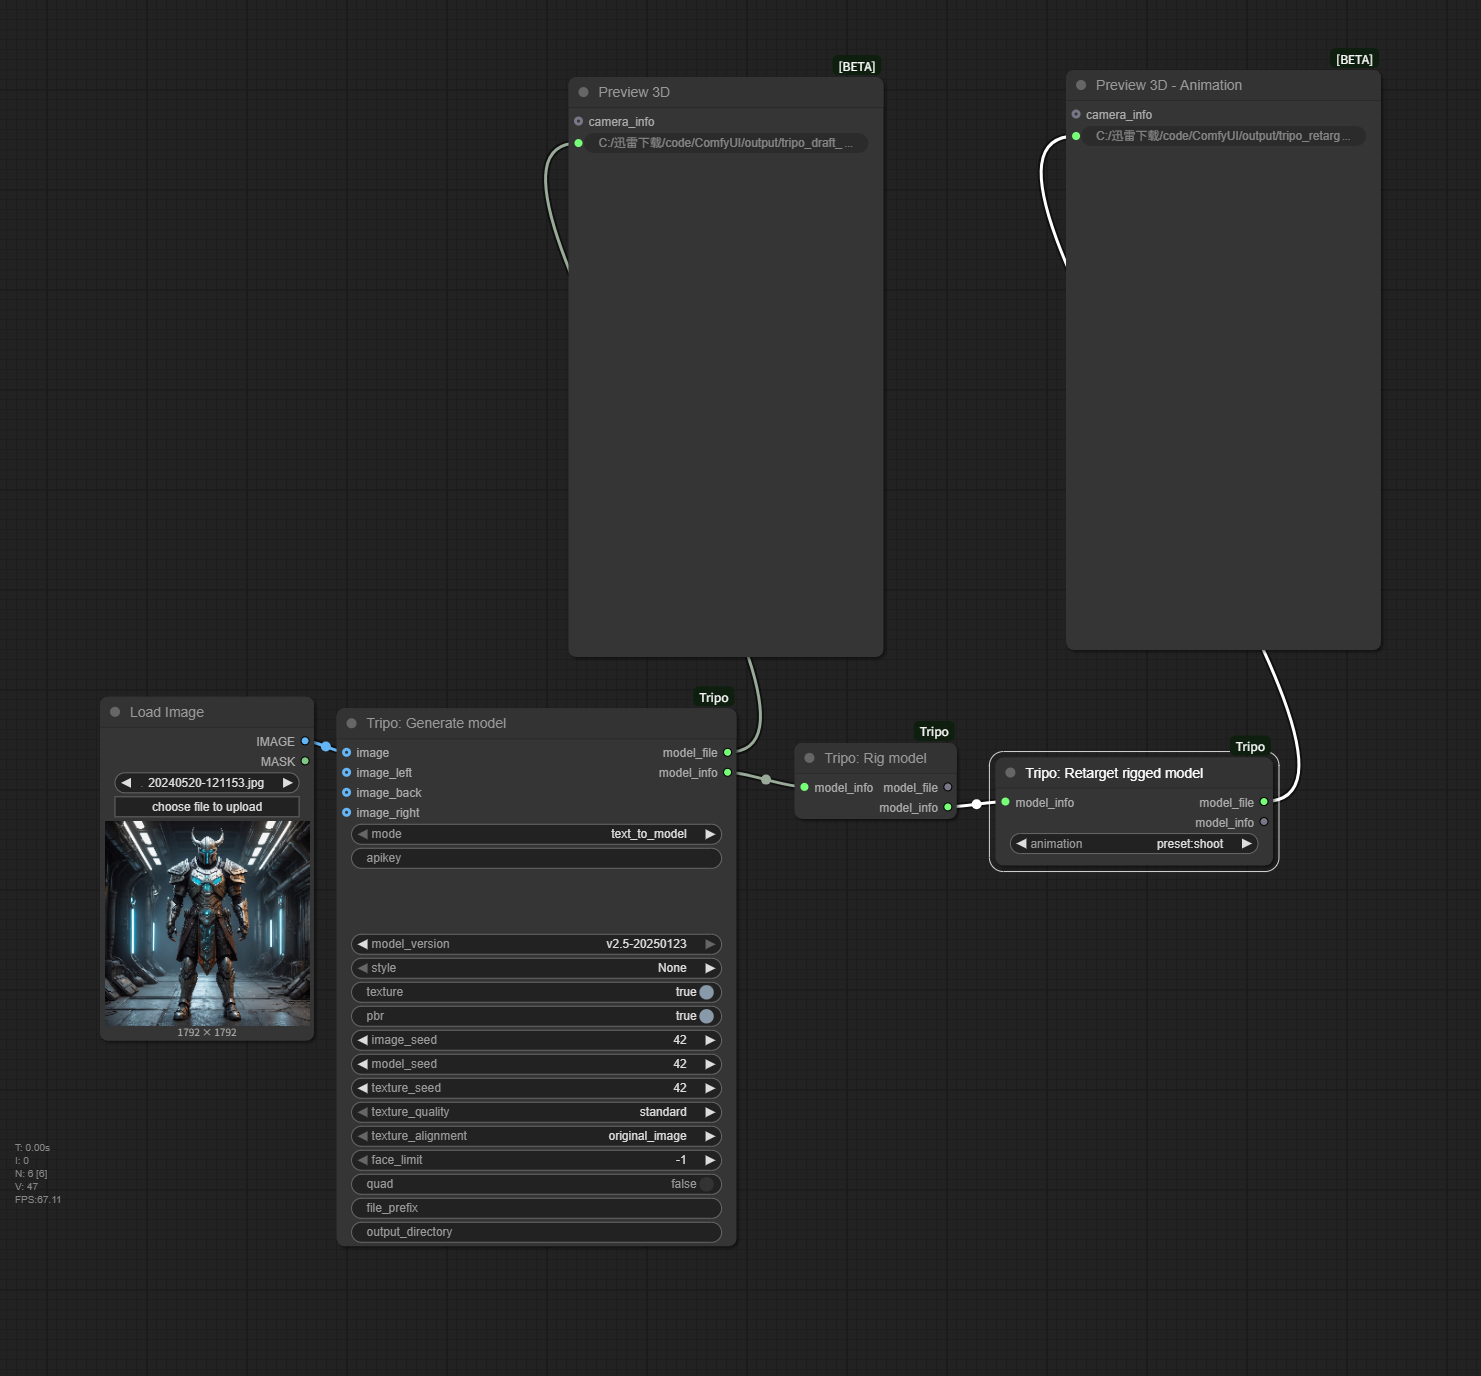 [BETA]
Preview 3D
camera_info
C:/迅雷下载/code/ComfyUI/output/tripo_draft_ ...
[BETA]
Preview 3D - Animation
camera_info
C:/迅雷下载/code/ComfyUI/output/tripo_retarg...
Load Image
IMAGE
MASK
20240520-121153.jpg
choose file to upload
1792 × 1792
Tripo
Tripo: Generate model
image model_file
image_left model_info
image_back
image_right
mode text_to_model
apikey
model_version v2.5-20250123
style None
texture true
pbr true
image_seed 42
model_seed 42
texture_seed 42
texture_quality standard
texture_alignment original_image
face_limit -1
quad false
file_prefix
output_directory
Tripo
Tripo: Rig model
model_info model_file
model_info
Tripo
Tripo: Retarget rigged model
model_info model_file
model_info
animation preset:shoot
T: 0.00s
I: 0
N: 6 [6]
V: 47
FPS:67.11